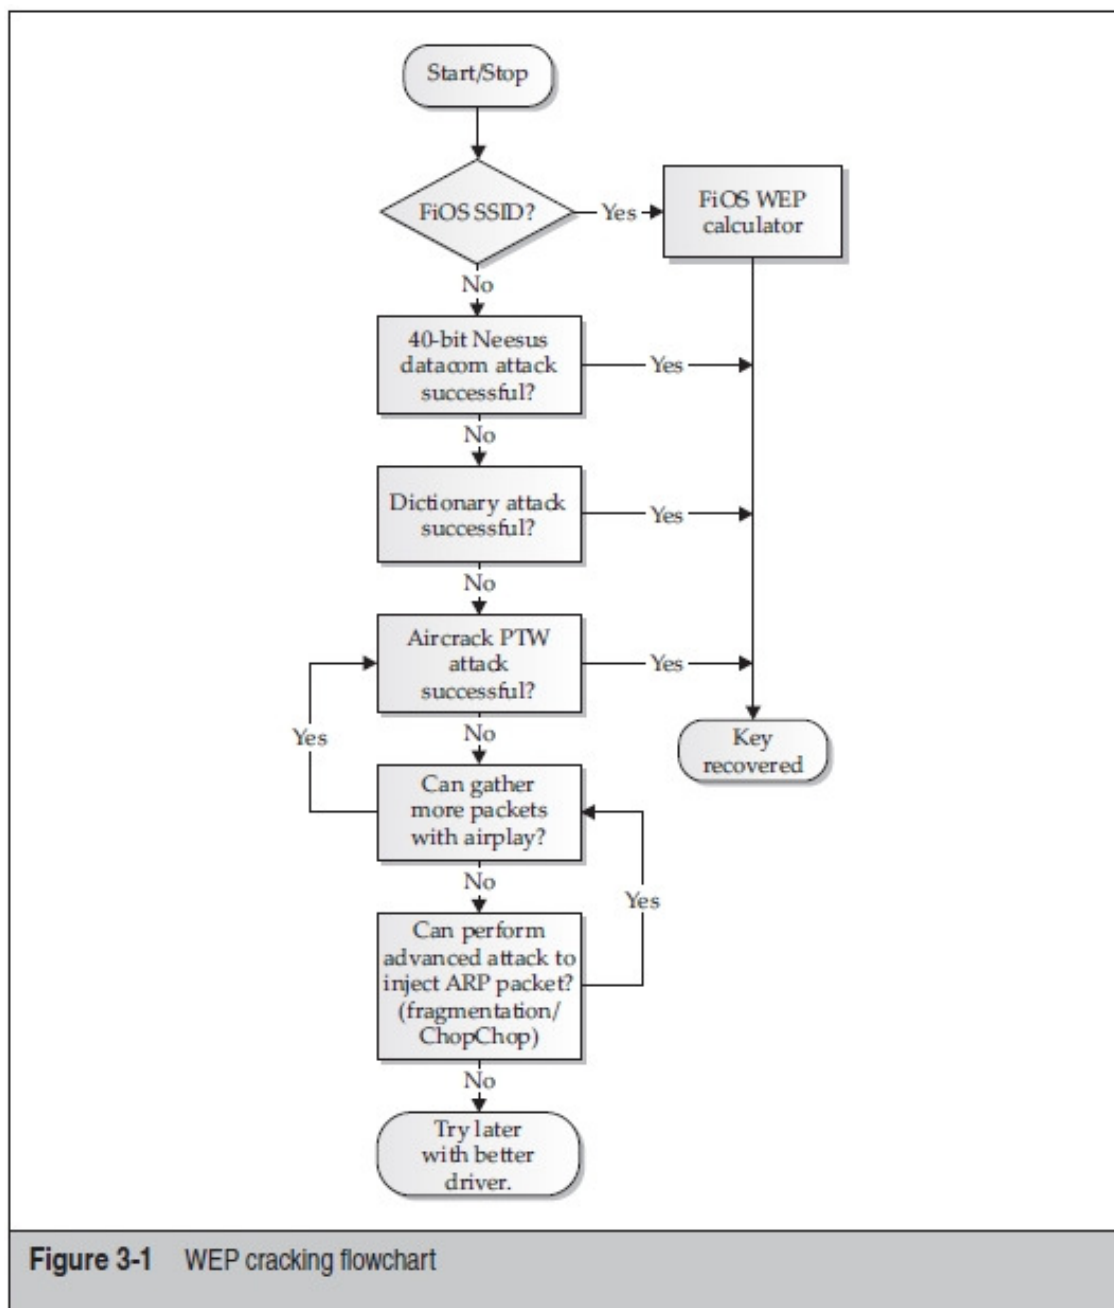 Start/Stop
FiOS SSID?
Yes
FiOS WEP
calculator
No
40-bit Neesus
datacom attack
successful?
Yes
No
Dictionary attack
successful?
Yes
No
Aircrack PTW
attack
successful?
Yes
Yes
No
Key
recovered
Can gather
more packets
with airplay?
No
Yes
Can perform
advanced attack to
inject ARP packet?
(fragmentation/
ChopChop)
No
Try later
with better
driver.
Figure 3-1 WEP cracking flowchart